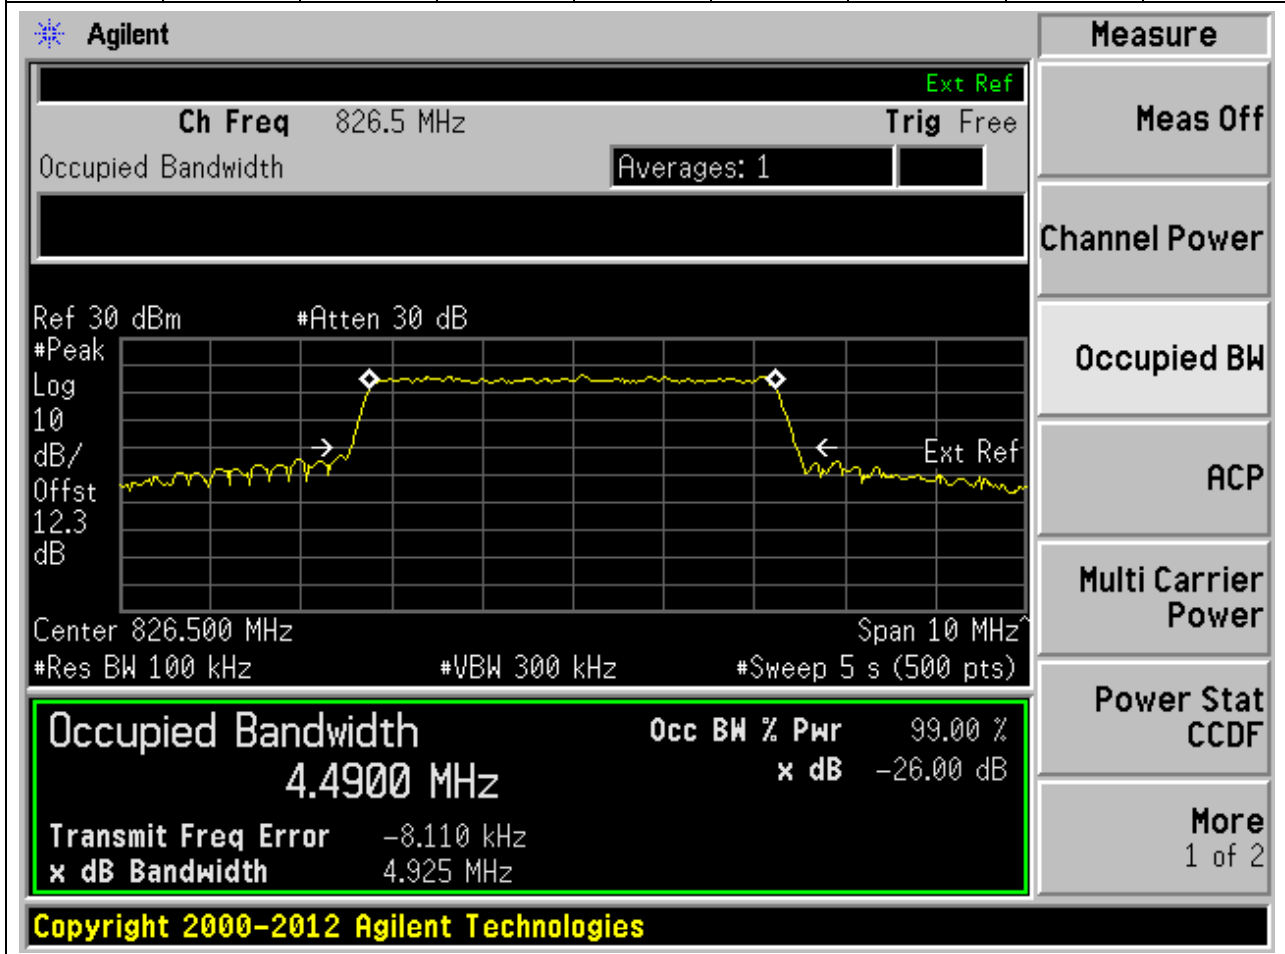 Agilent
Measure
Ext Ref
Ch Freq 826.5 MHz Trig Free
Meas Off
Occupied Bandwidth Averages: 1
Channel Power
Ref 30 dBm #Atten 30 dB
#Peak
Log
10
dB/
Offst
12.3
dB
Ext Ref
Occupied BW
ACP
Center 826.500 MHz Span 10 MHz^
#Res BW 100 kHz #VBW 300 kHz #Sweep 5 s (500 pts)
Multi Carrier
Power
Occupied Bandwidth Occ BW % Pwr 99.00 %
4.4900 MHz x dB -26.00 dB
Transmit Freq Error -8.110 kHz
x dB Bandwidth 4.925 MHz
Power Stat
CCDF
More
1 of 2
Copyright 2000-2012 Agilent Technologies